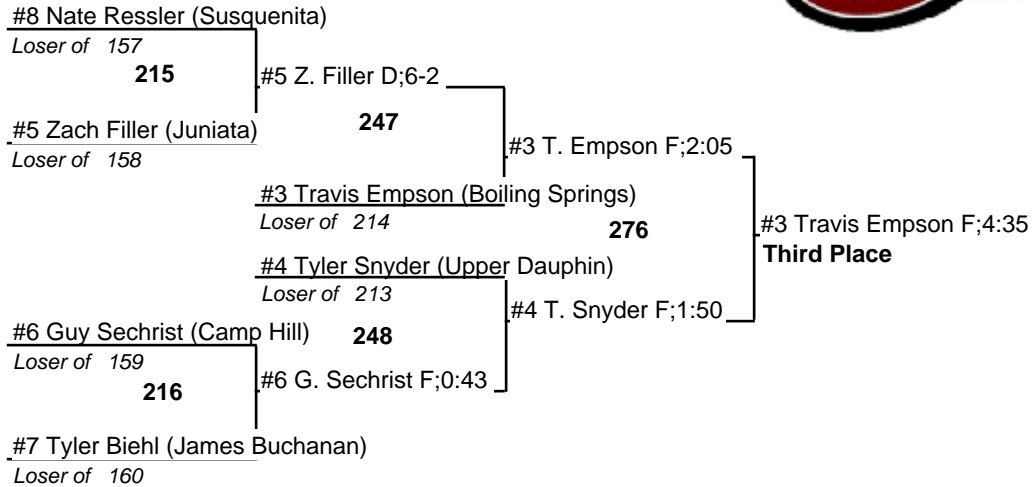 #8 Nate Ressler (Susquenita)
Loser of 157
215
#5 Z. Filler D;6-2
#5 Zach Filler (Juniata)
Loser of 158
247
#3 T. Empson F;2:05
#3 Travis Empson (Boiling Springs)
Loser of 214
276
#3 Travis Empson F;4:35
Third Place
#4 Tyler Snyder (Upper Dauphin)
Loser of 213
#4 T. Snyder F;1:50
#6 Guy Sechrist (Camp Hill)
248
Loser of 159
216
#6 G. Sechrist F;0:43
#7 Tyler Biehl (James Buchanan)
Loser of 160